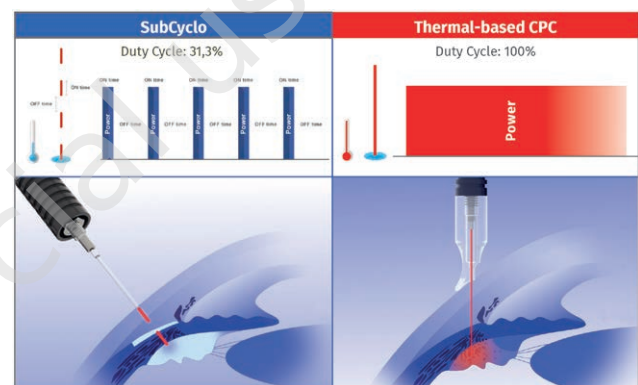 SubCyclo
Thermal-based CPC
Duty Cycle: 31,3%
Duty Cycle: 100%
ON time
ON time
ON time
ON time
ON time
ON time
OFF time
Power
OFF time
Power
OFF time
Power
OFF time
Power
OFF time
Power
OFF time
Power
cial us